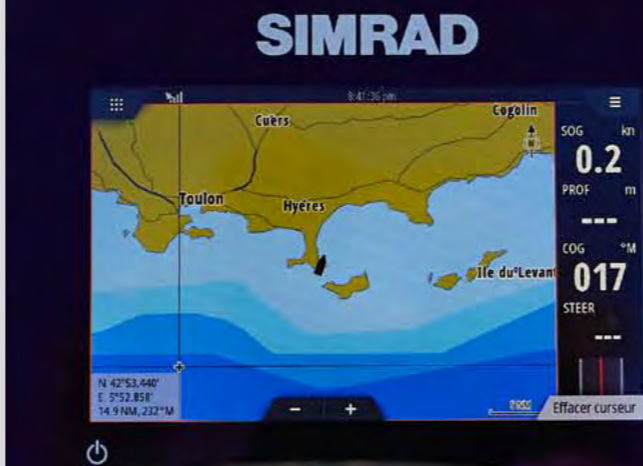 SIMRAD
8:41:36 pm
Cuers
Cogolin
N
Toulon
Hyères
Ile du Levant
SOG kn
0.2
PROF m
---
COG °M
017
STEER
---
N 42°53.440'
E 5°52.858'
14.9 NM, 232°M
- +
Effacer curseur